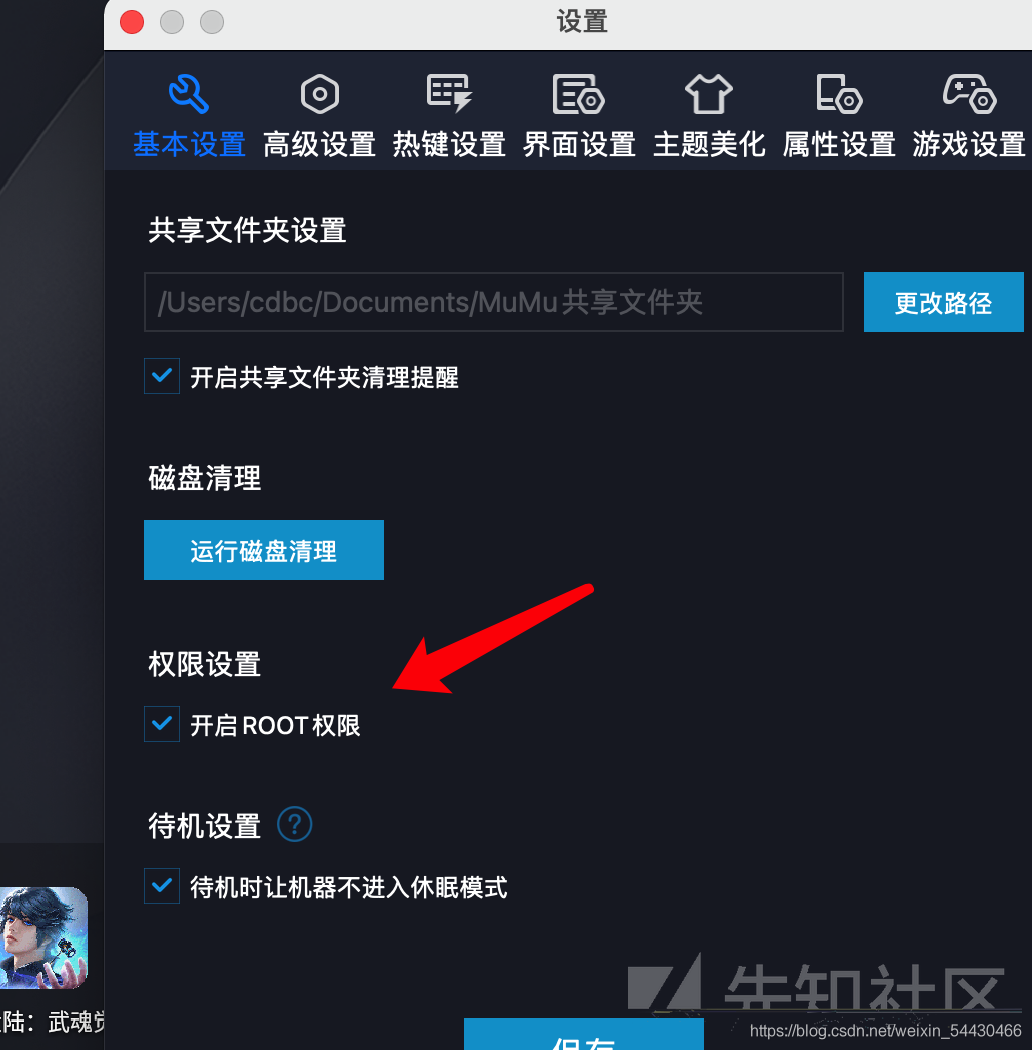 设置
基本设置 高级设置 热键设置 界面设置 主题美化 属性设置 游戏设置
共享文件夹设置
/Users/cdbc/Documents/MuMu共享文件夹 更改路径
开启共享文件夹清理提醒
磁盘清理
运行磁盘清理
权限设置
开启ROOT权限
待机设置 ?
待机时让机器不进入休眠模式
先知社区
陆：武魂觉
保存
https://blog.csdn.net/weixin_54430466